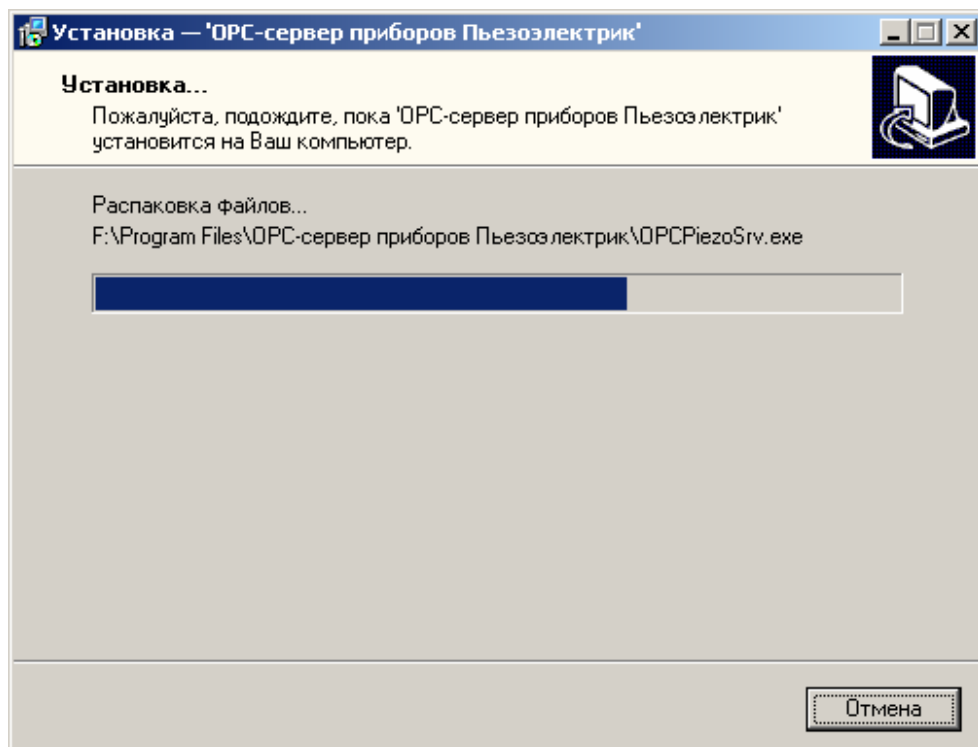 Установка — 'OPC-сервер приборов Пьезоэлектрик'
Установка...
Пожалуйста, подождите, пока 'OPC-сервер приборов Пьезоэлектрик'
установится на Ваш компьютер.
Распаковка файлов...
F:\Program Files\OPC-сервер приборов Пьезоэлектрик\OPCPiezoSrv.exe
Отмена